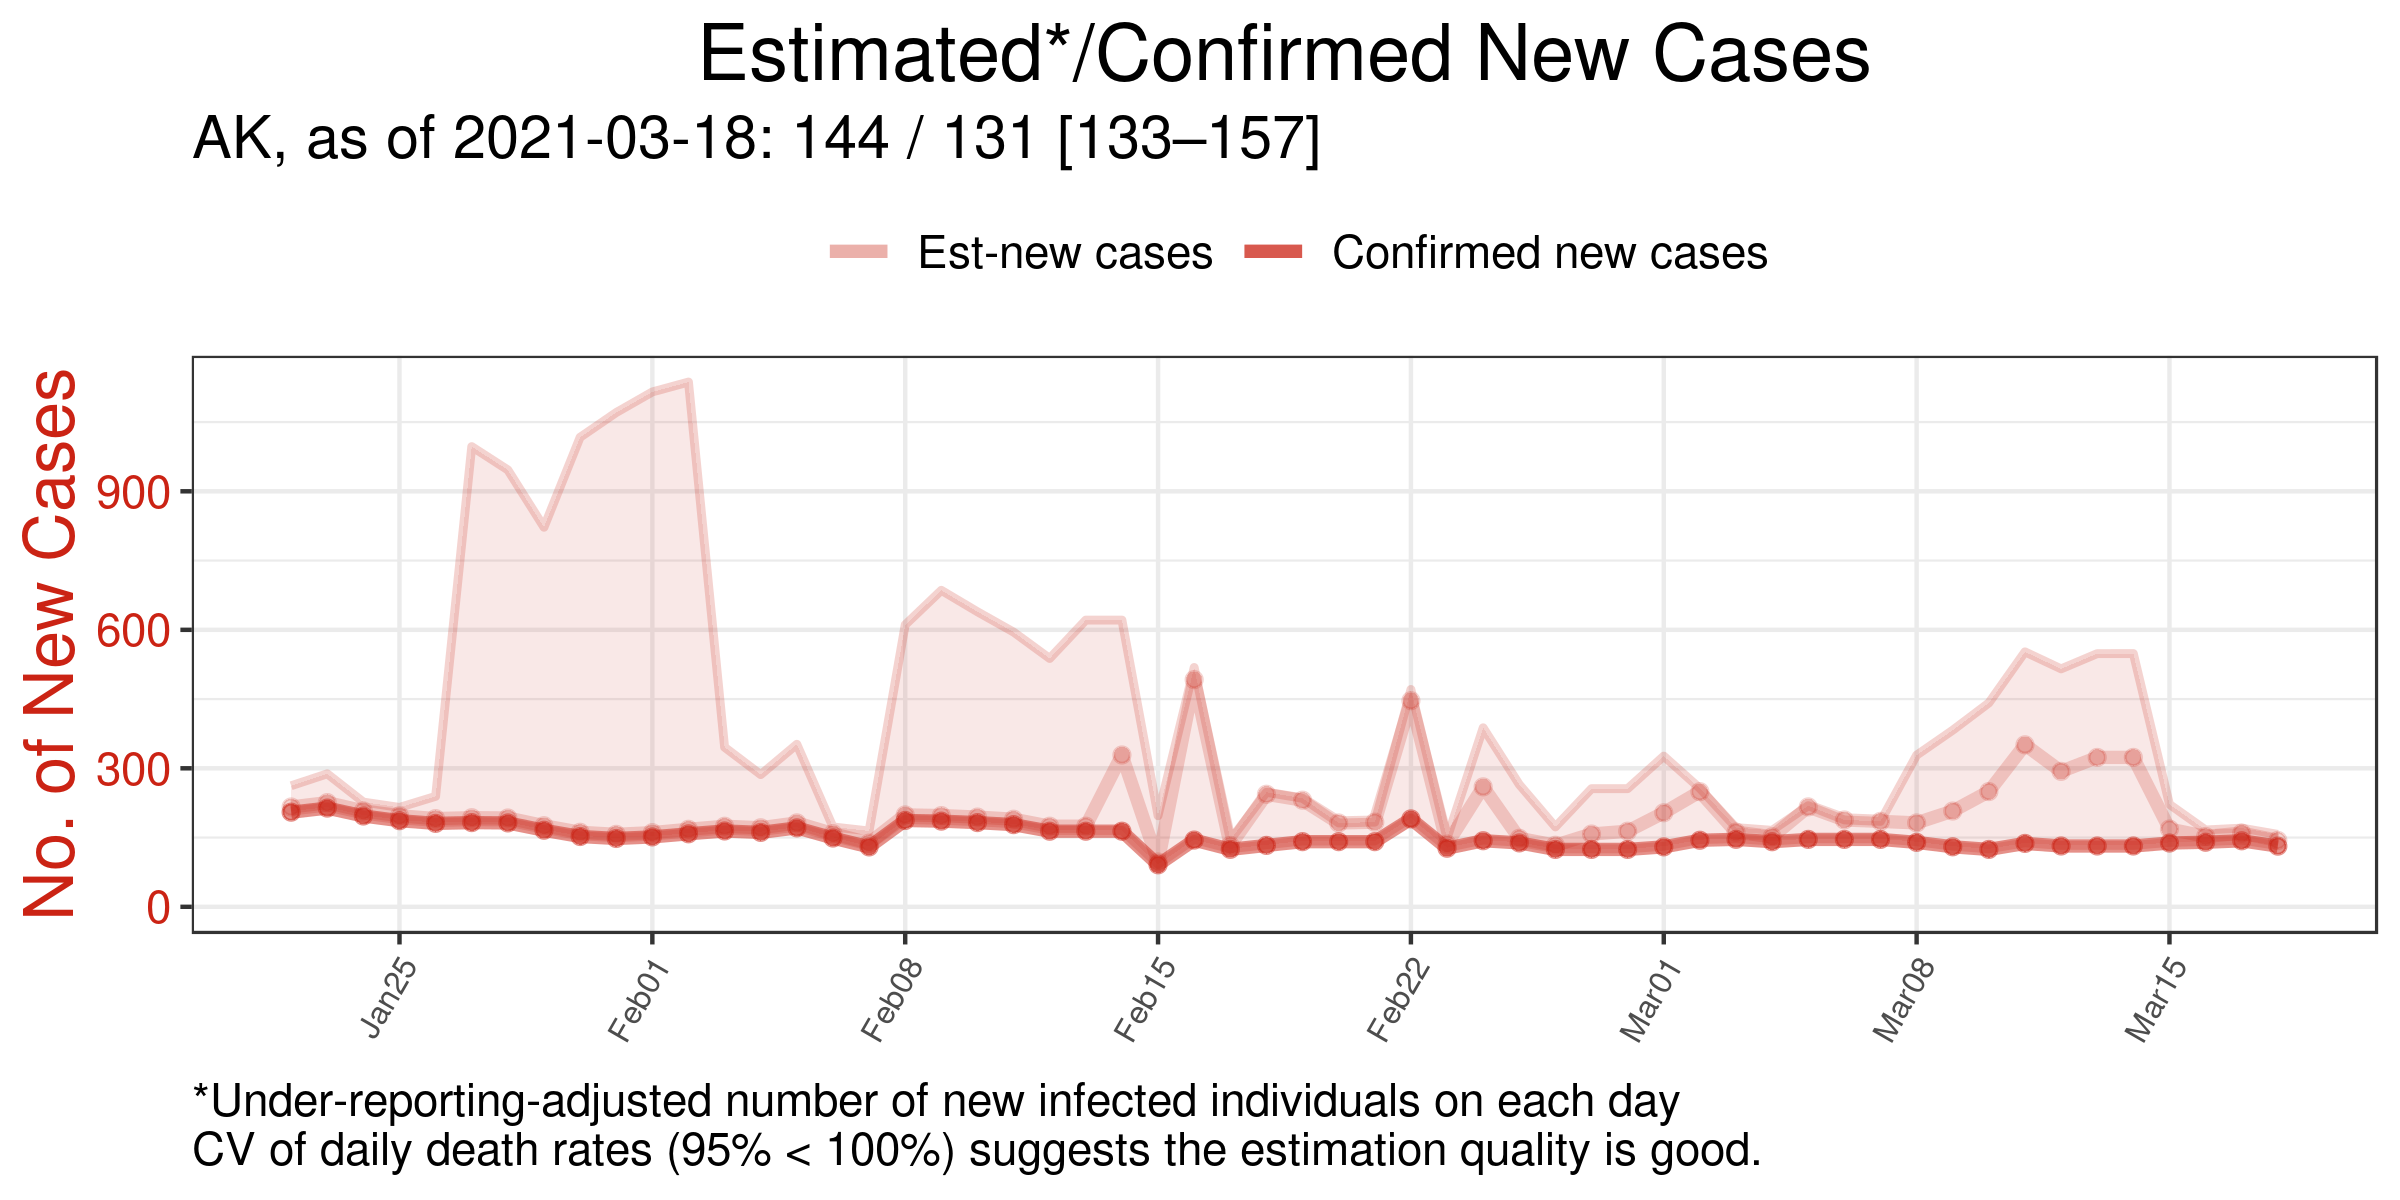 Estimated*/Confirmed New Cases
AK, as of 2021-03-18: 144 / 131 [133–157]
Est-new cases
Confirmed new cases
No. of New Cases
900
600
300
0
Jan25
Feb01
Feb08
Feb15
Feb22
Mar01
Mar08
Mar15
*Under-reporting-adjusted number of new infected individuals on each day
CV of daily death rates (95% < 100%) suggests the estimation quality is good.